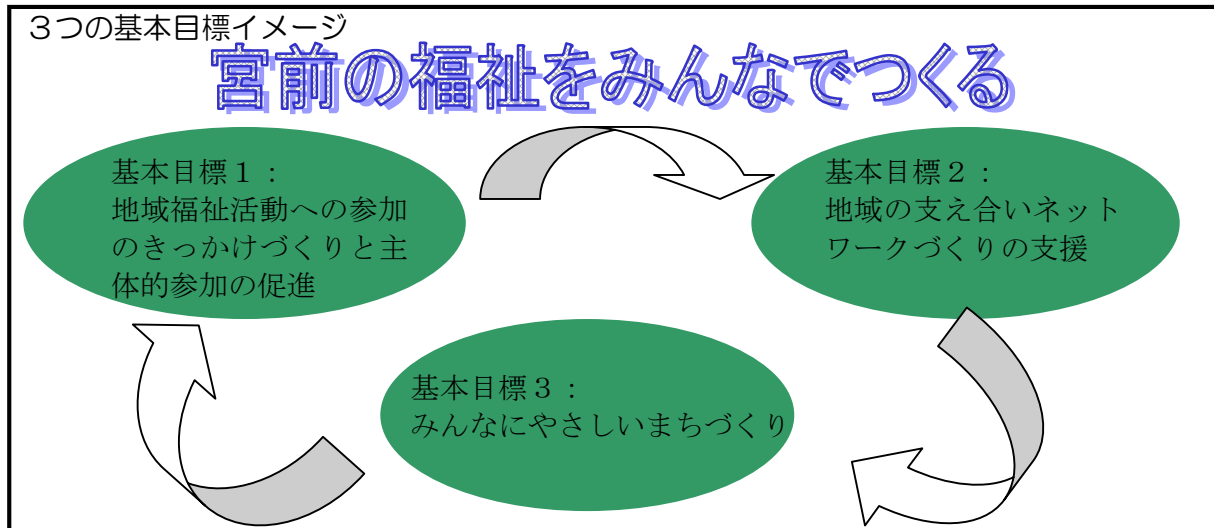 ３つの基本目標イメージ
宮前の福祉をみんなでつくる
基本目標１：
地域福祉活動への参加
のきっかけづくりと主
体的参加の促進
基本目標２：
地域の支え合いネット
ワークづくりの支援
基本目標３：
みんなにやさしいまちづくり